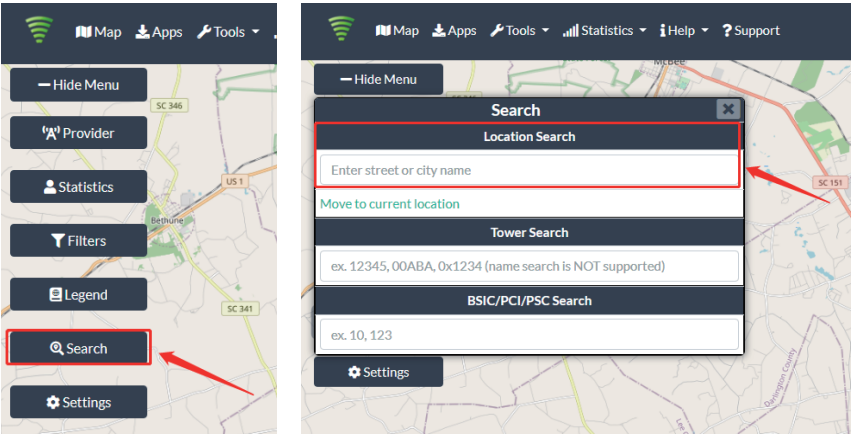 Map Apps Tools
Hide Menu
SC 346
Provider
Statistics
US 1
Bethune
Filters
Legend
SC 341
Search
Settings
Map Apps Tools Statistics Help Support
McBee
Hide Menu
Search
Location Search
Enter street or city name
SC 151
Move to current location
Tower Search
ex. 12345, 00ABA, 0x1234 (name search is NOT supported)
BSIC/PCI/PSC Search
ex. 10, 123
Settings
Darlington County